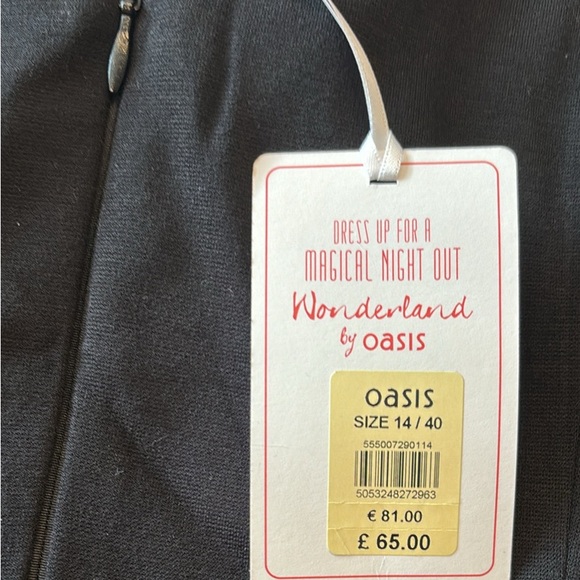 DRESS UP FOR A
MAGICAL NIGHT OUT
Wonderland
by oasis
oasis
SIZE 14 / 40
555007290114
5053248272963
€ 81.00
£ 65.00